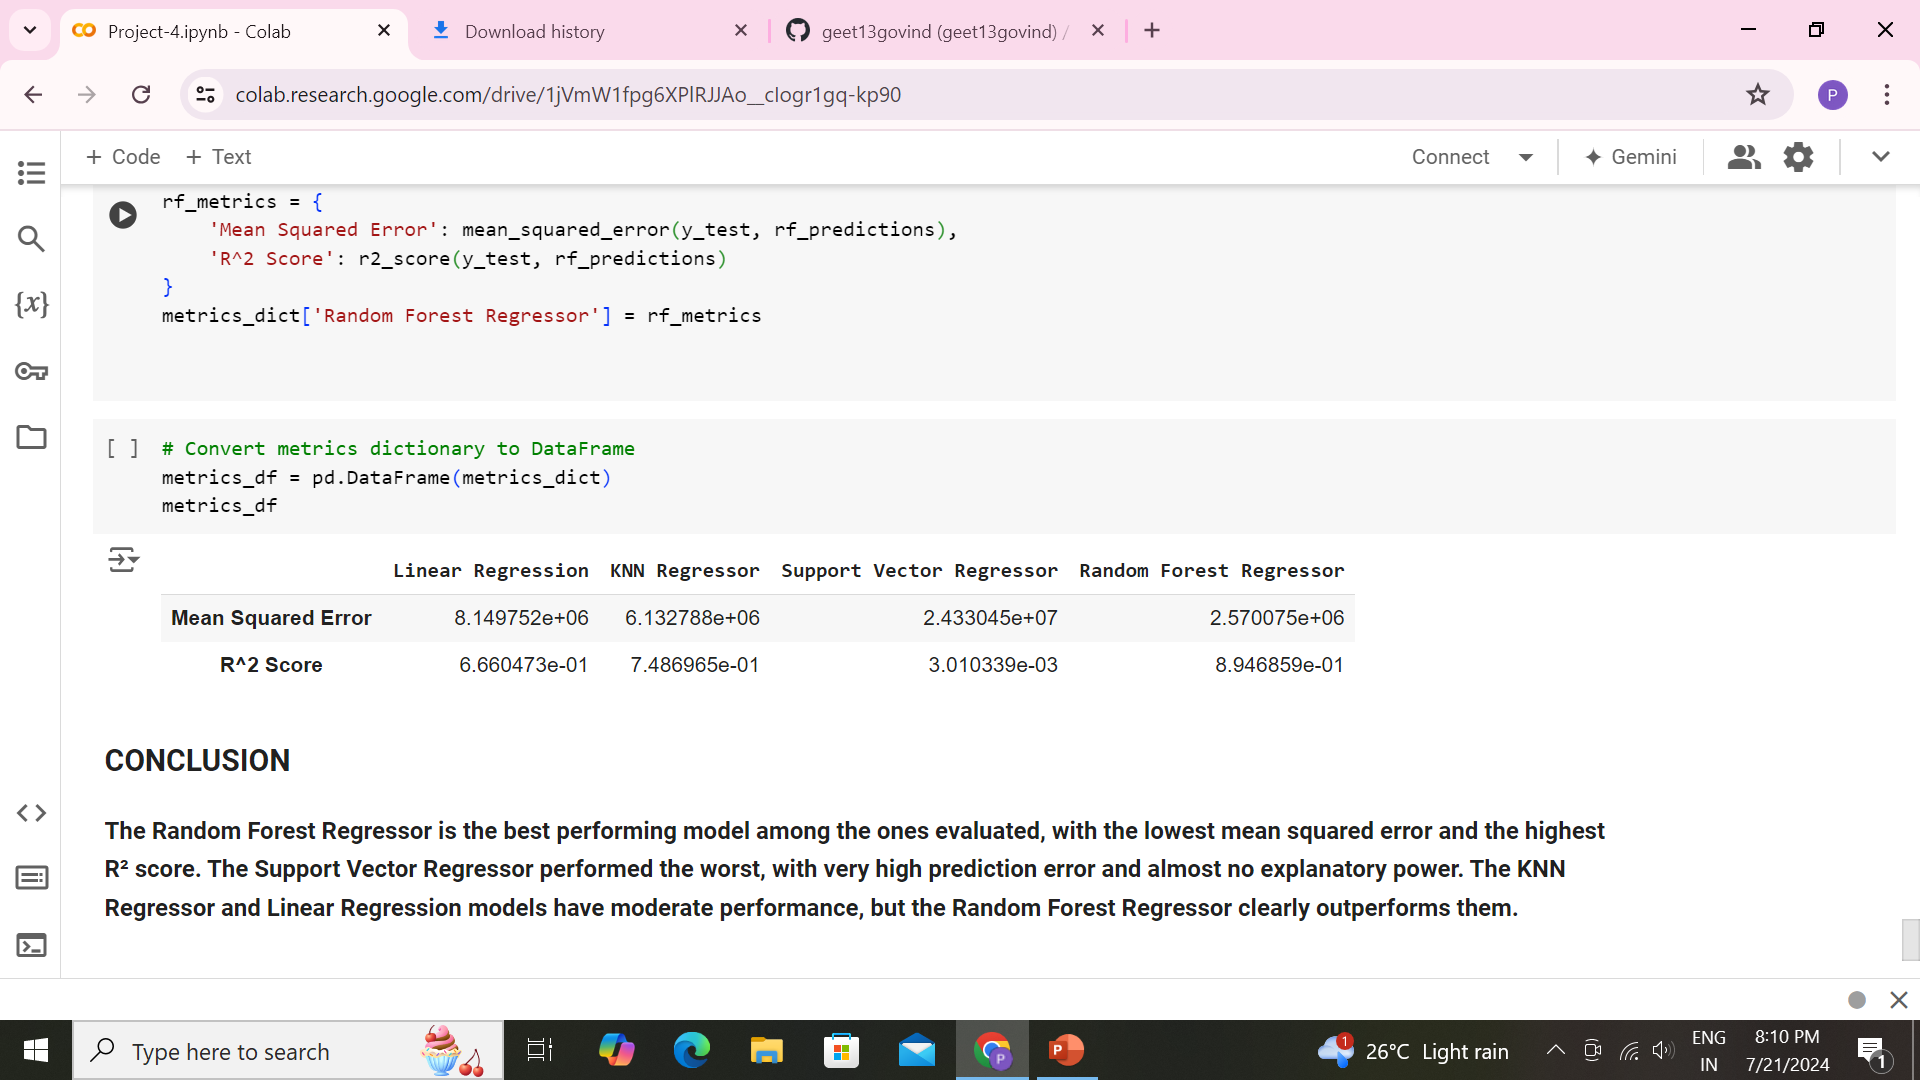 Project-4.ipynb - Colab
Download history
geet13govind (geet13govind) /
colab.research.google.com/drive/1jVmW1fpg6XPlRJJAo__cIogr1gq-kp90
P
+ Code + Text
Connect
Gemini
rf_metrics = {
'Mean Squared Error': mean_squared_error(y_test, rf_predictions),
'R^2 Score': r2_score(y_test, rf_predictions)
}
metrics_dict['Random Forest Regressor'] = rf_metrics
{x}
[ ] # Convert metrics dictionary to DataFrame
metrics_df = pd.DataFrame(metrics_dict)
metrics_df
Linear Regression KNN Regressor Support Vector Regressor Random Forest Regressor
Mean Squared Error 8.149752e+06 6.132788e+06 2.433045e+07 2.570075e+06
R^2 Score 6.660473e-01 7.486965e-01 3.010339e-03 8.946859e-01
CONCLUSION
The Random Forest Regressor is the best performing model among the ones evaluated, with the lowest mean squared error and the highest
R² score. The Support Vector Regressor performed the worst, with very high prediction error and almost no explanatory power. The KNN
Regressor and Linear Regression models have moderate performance, but the Random Forest Regressor clearly outperforms them.
Type here to search
P
P
1
26°C Light rain
ENG
IN
8:10 PM
7/21/2024
1